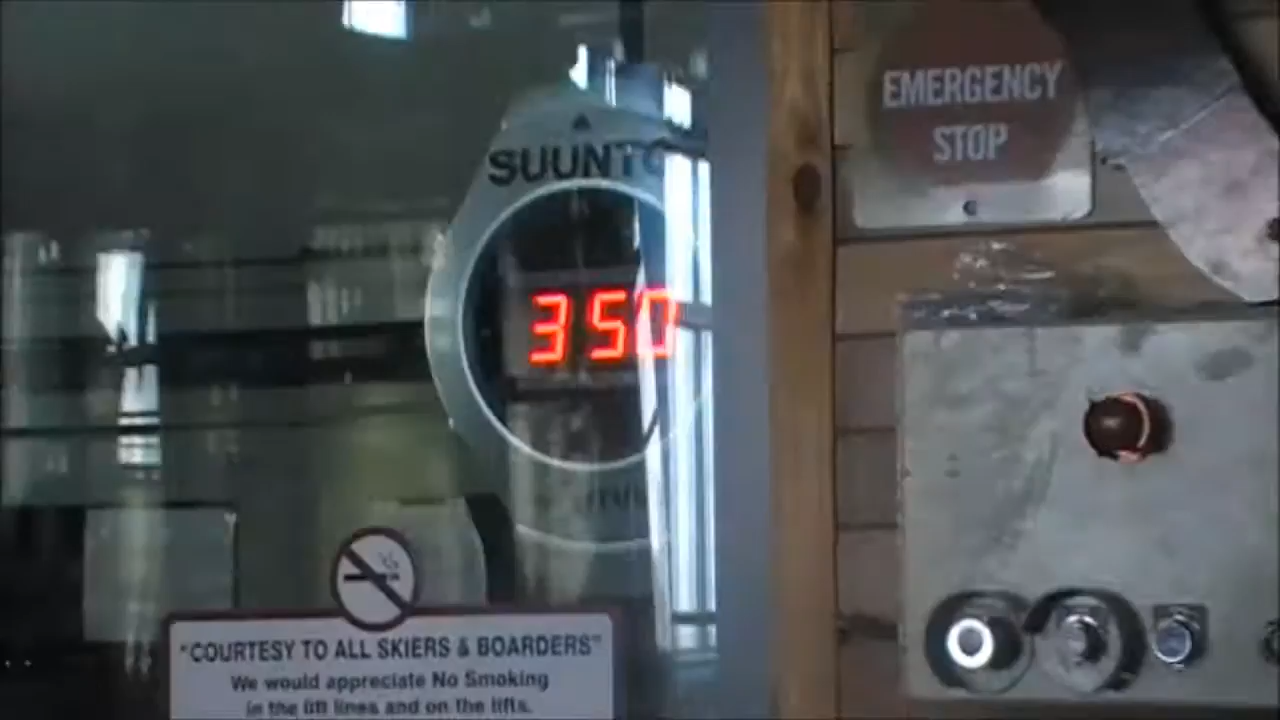 EMERGENCY
STOP
SUUNTO
350
"COURTESY TO ALL SKIERS & BOARDERS"
We would appreciate No Smoking
in the lift lines and on the lifts.